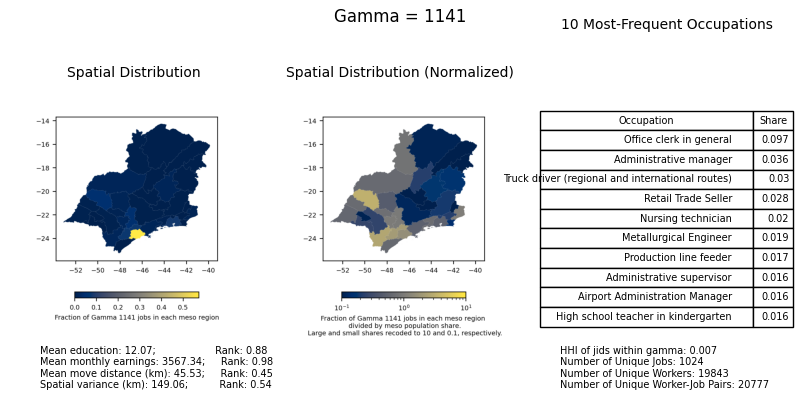 Gamma = 1141
10 Most-Frequent Occupations
Spatial Distribution
Spatial Distribution (Normalized)
−14
−16
−18
−20
−22
−24
−52 −50 −48 −46 −44 −42 −40
0.0 0.1 0.2 0.3 0.4 0.5
Fraction of Gamma 1141 jobs in each meso region
−14
−16
−18
−20
−22
−24
−52 −50 −48 −46 −44 −42 −40
10⁻¹ 10⁰ 10¹
Fraction of Gamma 1141 jobs in each meso region
divided by meso population share.
Large and small shares recoded to 10 and 0.1, respectively.
Occupation Share
Office clerk in general 0.097
Administrative manager 0.036
Truck driver (regional and international routes) 0.03
Retail Trade Seller 0.028
Nursing technician 0.02
Metallurgical Engineer 0.019
Production line feeder 0.017
Administrative supervisor 0.016
Airport Administration Manager 0.016
High school teacher in kindergarten 0.016
Mean education: 12.07; Rank: 0.88
Mean monthly earnings: 3567.34; Rank: 0.98
Mean move distance (km): 45.53; Rank: 0.45
Spatial variance (km): 149.06; Rank: 0.54
HHI of jids within gamma: 0.007
Number of Unique Jobs: 1024
Number of Unique Workers: 19843
Number of Unique Worker-Job Pairs: 20777